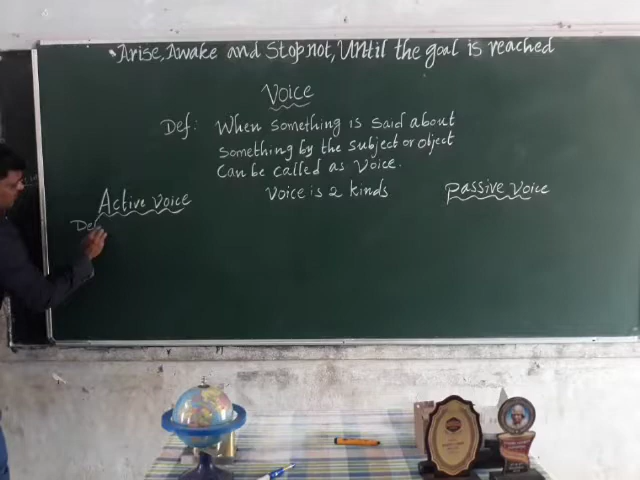 • Arise, Awake and Stop not, Until the goal is reached
Voice
Def: When something is said about
something by the subject or object
Can be called as Voice.
Voice is 2 kinds
Active voice
Passive voice
Def